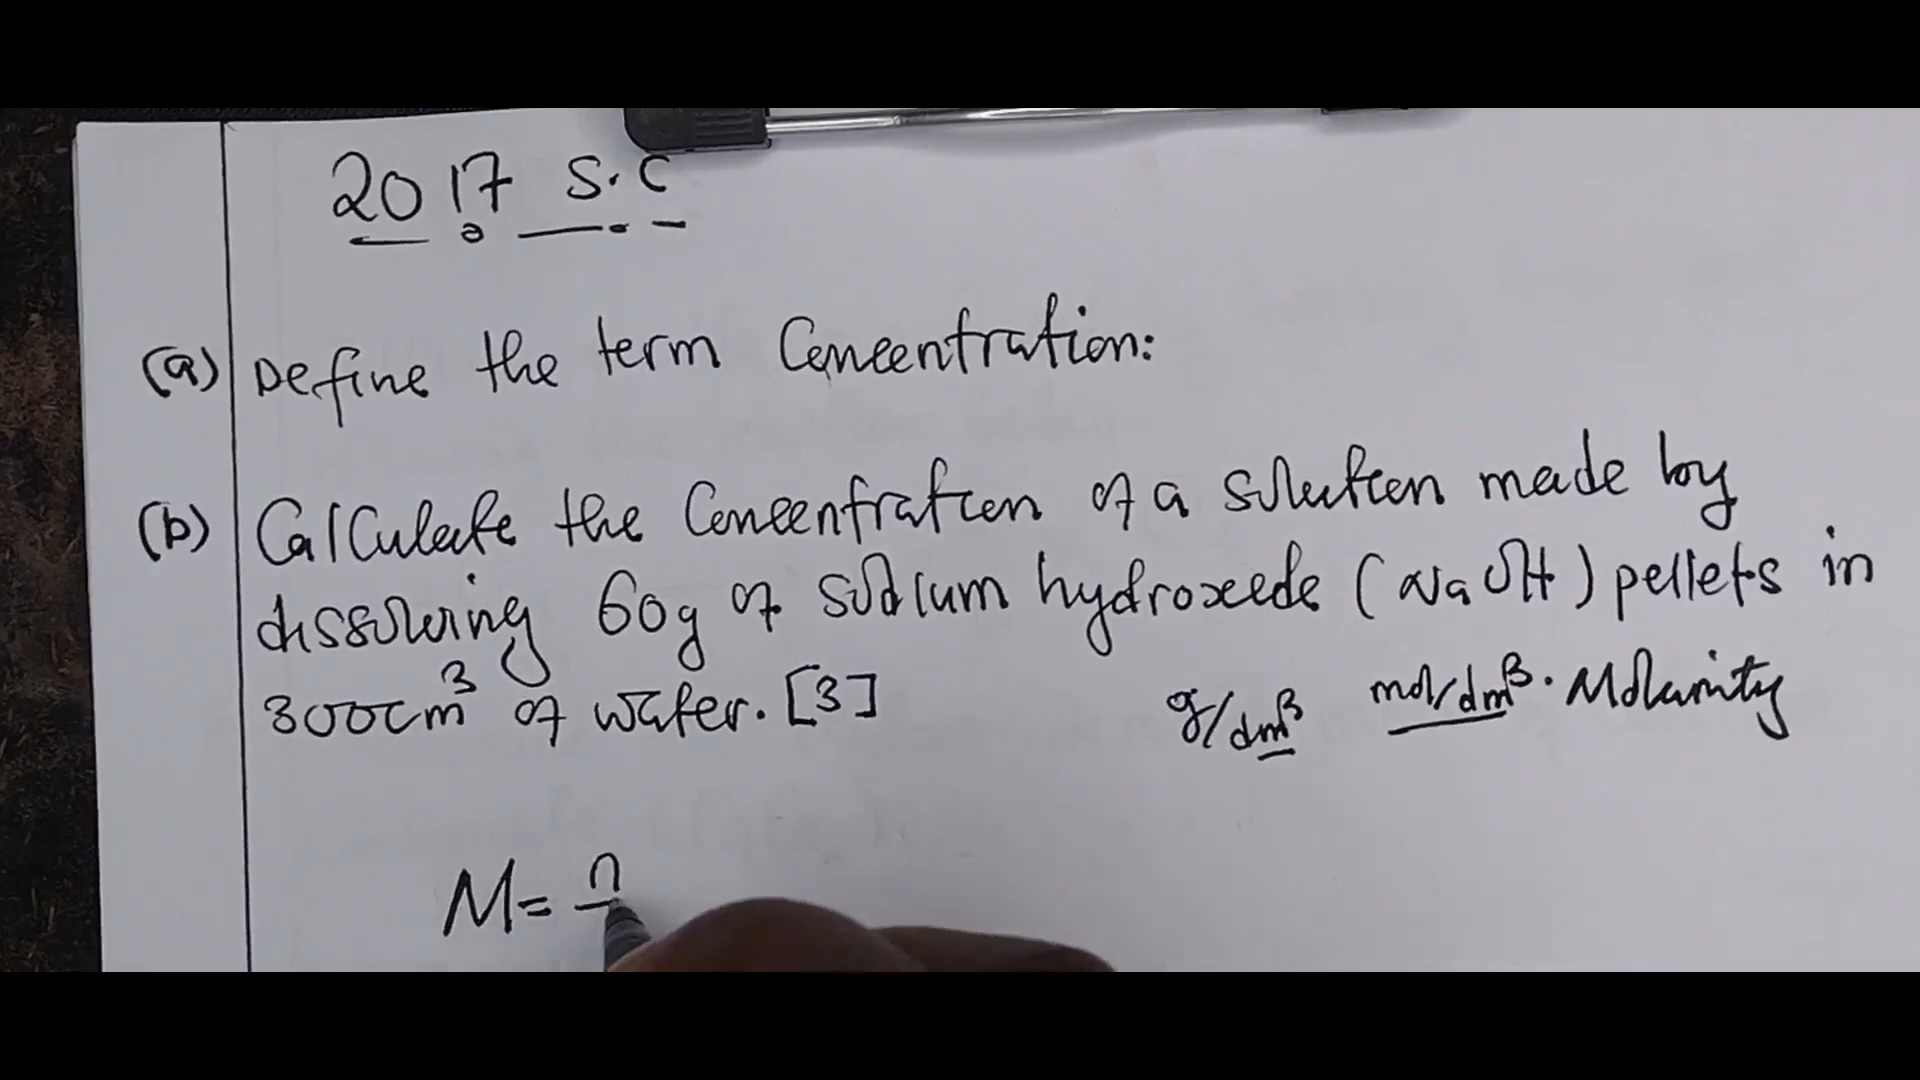 2017 S.C
(a) Define the term Concentration:
(b) Calculate the Concentration of a solution made by
dissolving 60g of sodium hydroxide (NaOH) pellets in
3000cm³ of water. [3]
g/dm³ mol/dm³. Molarity
M = n